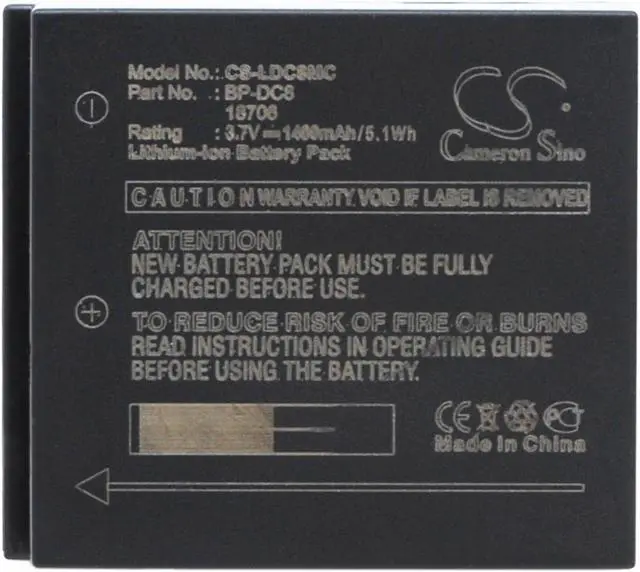 Model No.: CS-LDC8MC
Part No. : BP-DC8
18706
Rating : 3.7V 1400mAh/5.1Wh
Lithium-ion Battery Pack
CS
Cameron Sino
CAUTION WARRANTY VOID IF LABEL IS REMOVED
ATTENTION!
NEW BATTERY PACK MUST BE FULLY
CHARGED BEFORE USE.
TO REDUCE RISK OF FIRE OR BURNS
READ INSTRUCTIONS IN OPERATING GUIDE
BEFORE USING THE BATTERY.
CE
Made In China